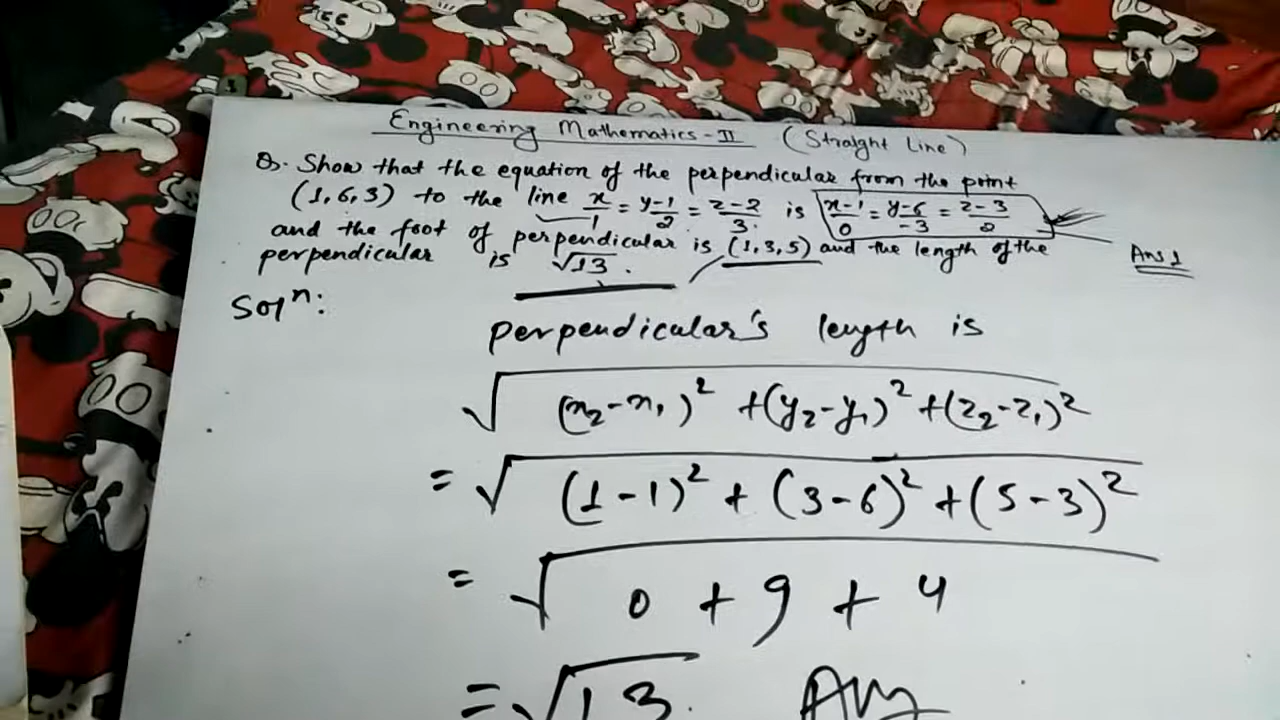 Engineering Mathematics-II (Straight Line)
Q. Show that the equation of the perpendicular from the point
(1,6,3) to the line x/1 = y-1/2 = z-2/3. is x-1/0 = y-6/-3 = z-3/2
and the foot of perpendicular is (1,3,5) and the length of the
perpendicular is √13.
Ans 1
Solⁿ:
perpendicular's length is
√(x₂-x₁)² + (y₂-y₁)² + (z₂-z₁)²
= √(1-1)² + (3-6)² + (5-3)²
= √0 + 9 + 4
= √13. Ans